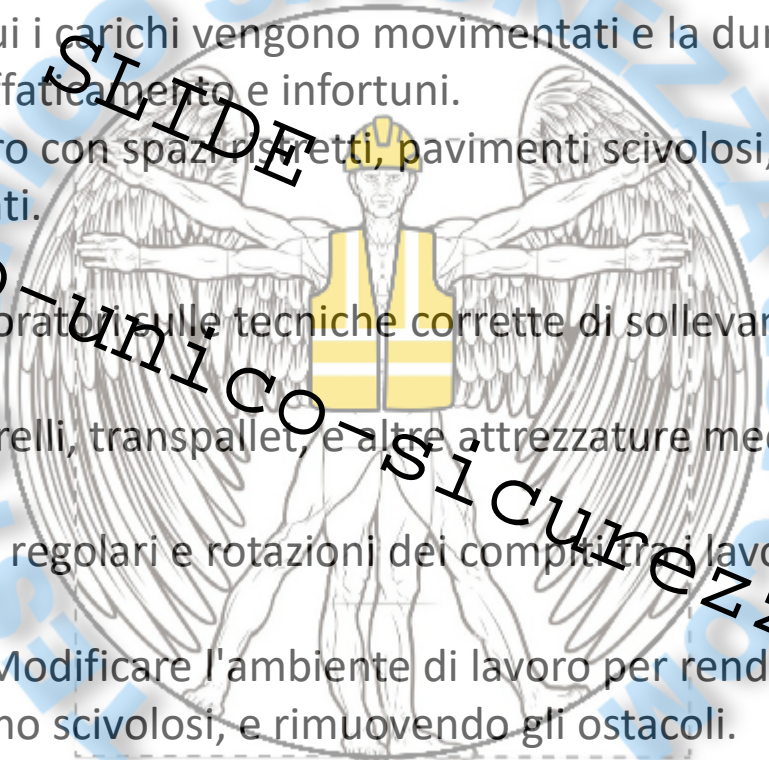 ui i carichi vengono movimentati e la dur
ffaticamento e infortuni.
ro con spazi ristretti, pavimenti scivolosi,
ti.
oratori sulle tecniche corrette di sollevar
relli, transpallet, e altre attrezzature mec
regolari e rotazioni dei compiti tra i lavo
Modificare l'ambiente di lavoro per rend
no scivolosi, e rimuovendo gli ostacoli.
SLIDE
o-unico-sicurezz